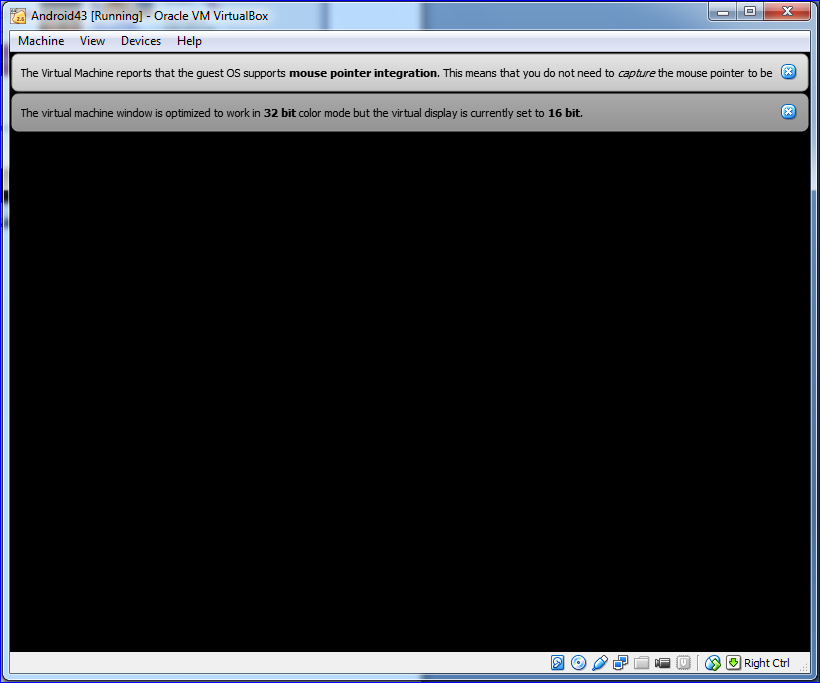 Android43 [Running] - Oracle VM VirtualBox
Machine View Devices Help
The Virtual Machine reports that the guest OS supports mouse pointer integration. This means that you do not need to capture the mouse pointer to be
The virtual machine window is optimized to work in 32 bit color mode but the virtual display is currently set to 16 bit.
Right Ctrl